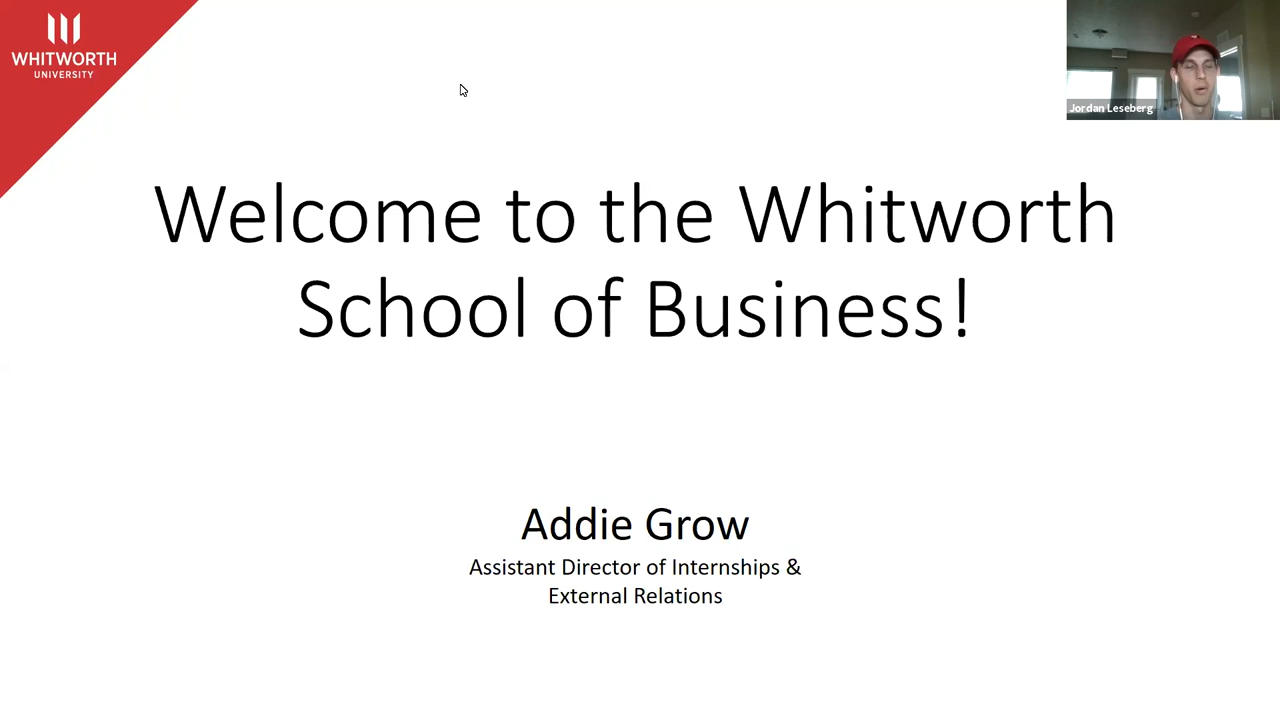 WHITWORTH
UNIVERSITY
Jordan Leseberg
Welcome to the Whitworth
School of Business!
Addie Grow
Assistant Director of Internships &
External Relations